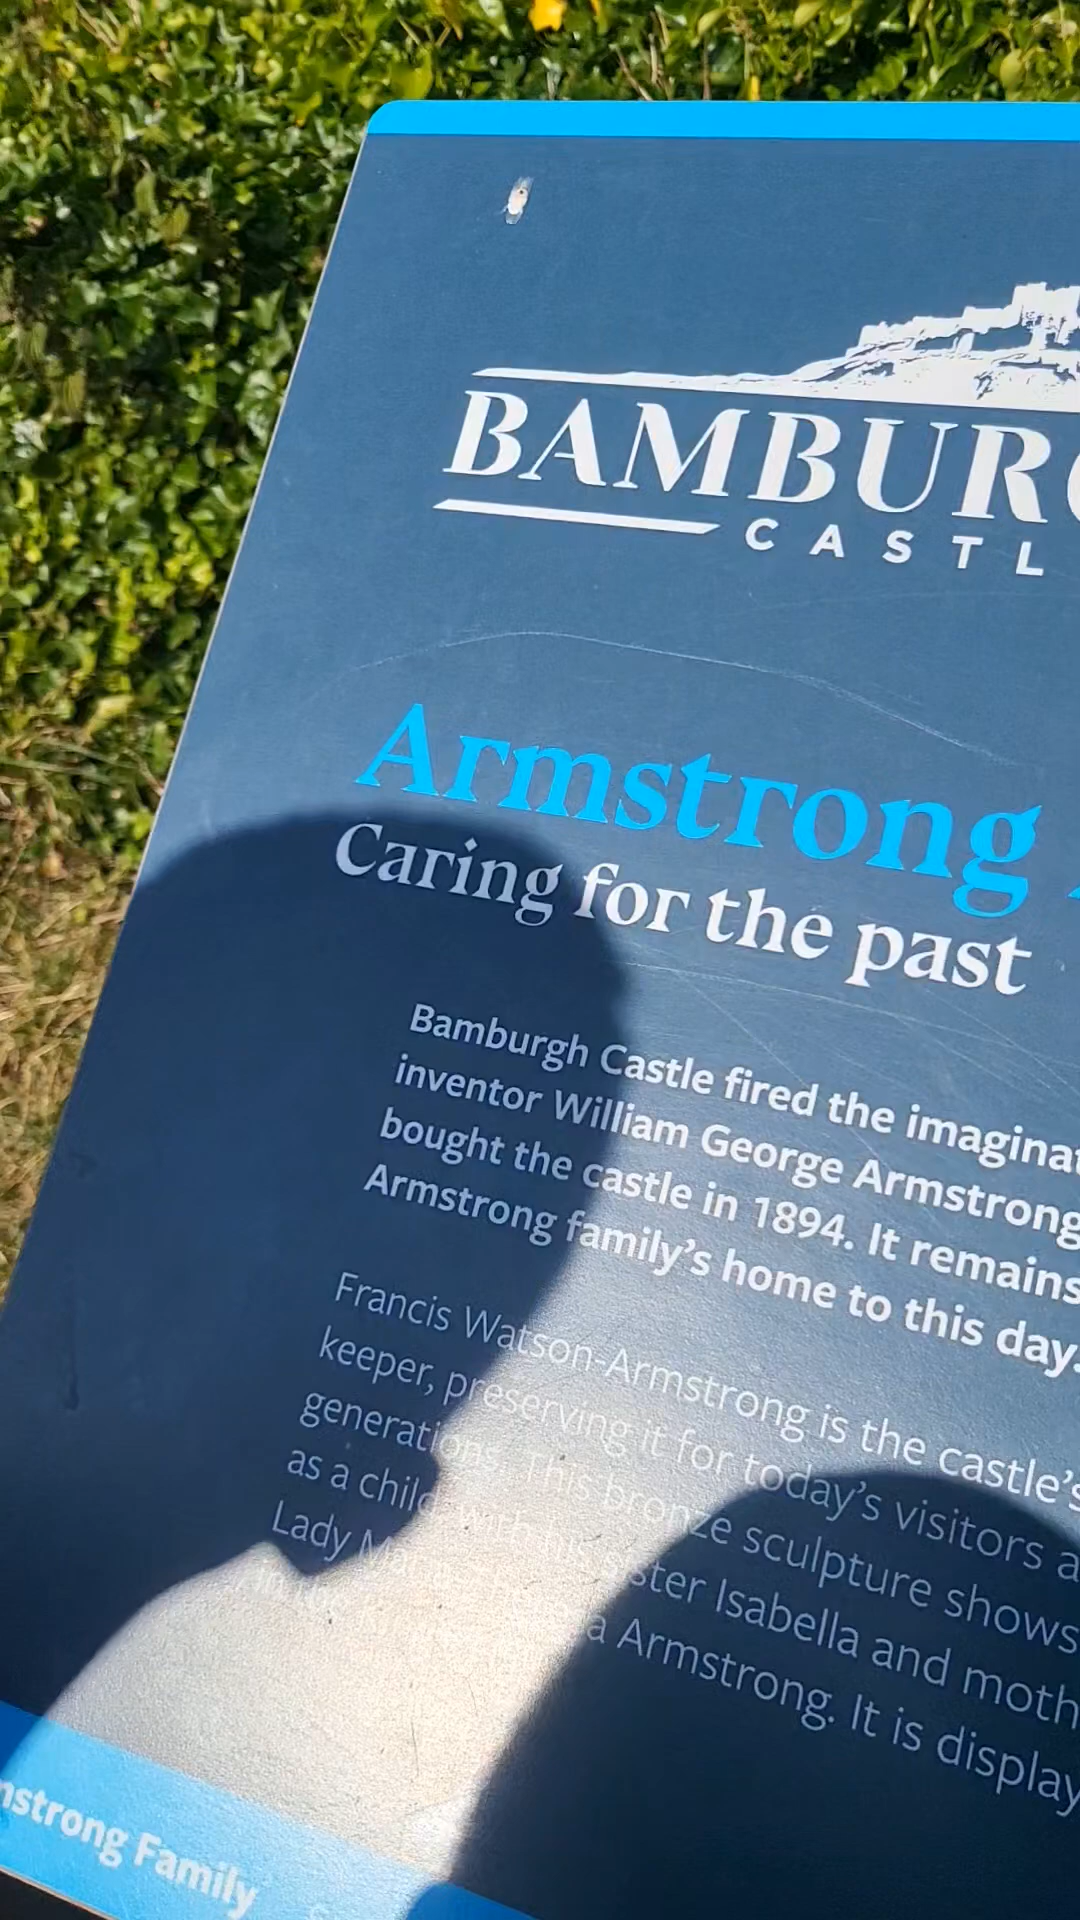 BAMBURG
CASTL
Armstrong
Caring for the past
Bamburgh Castle fired the imaginat
inventor William George Armstrong
bought the castle in 1894. It remains
Armstrong family's home to this day.
Francis Watson-Armstrong is the castle's
keeper, preserving it for today's visitors a
generations. This bronze sculpture shows
as a child with his sister Isabella and moth
Lady a Armstrong. It is display
in
mstrong Family